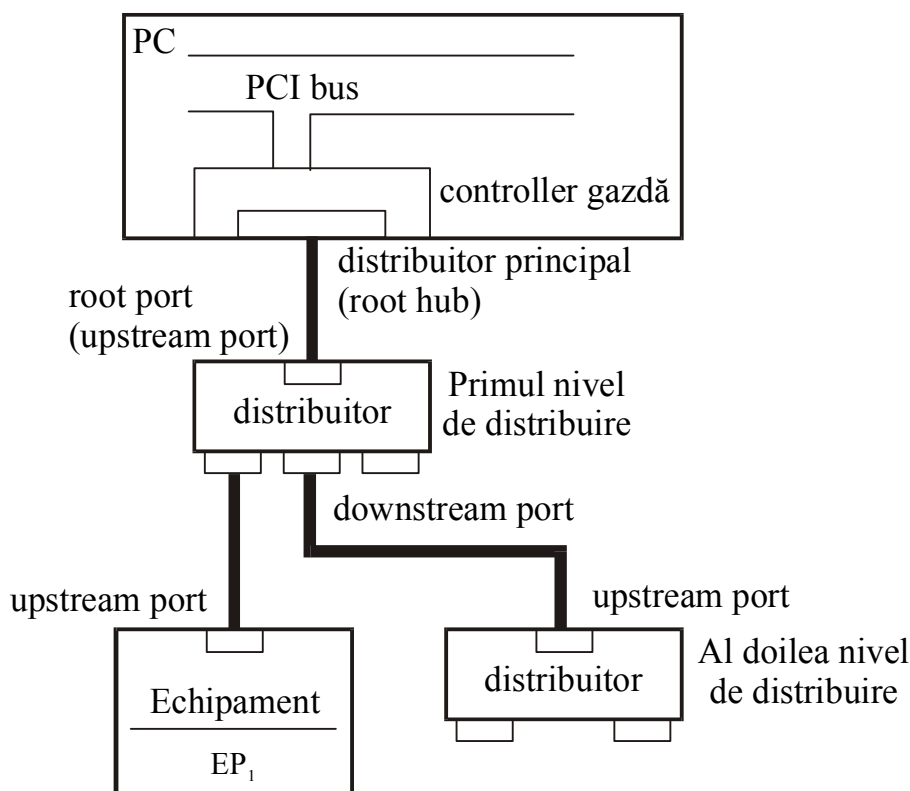 PC
PCI bus
controller gazdă
distribuitor principal
(root hub)
root port
(upstream port)
distribuitor
Primul nivel
de distribuire
downstream port
upstream port
upstream port
Echipament
EP₁
distribuitor
Al doilea nivel
de distribuire